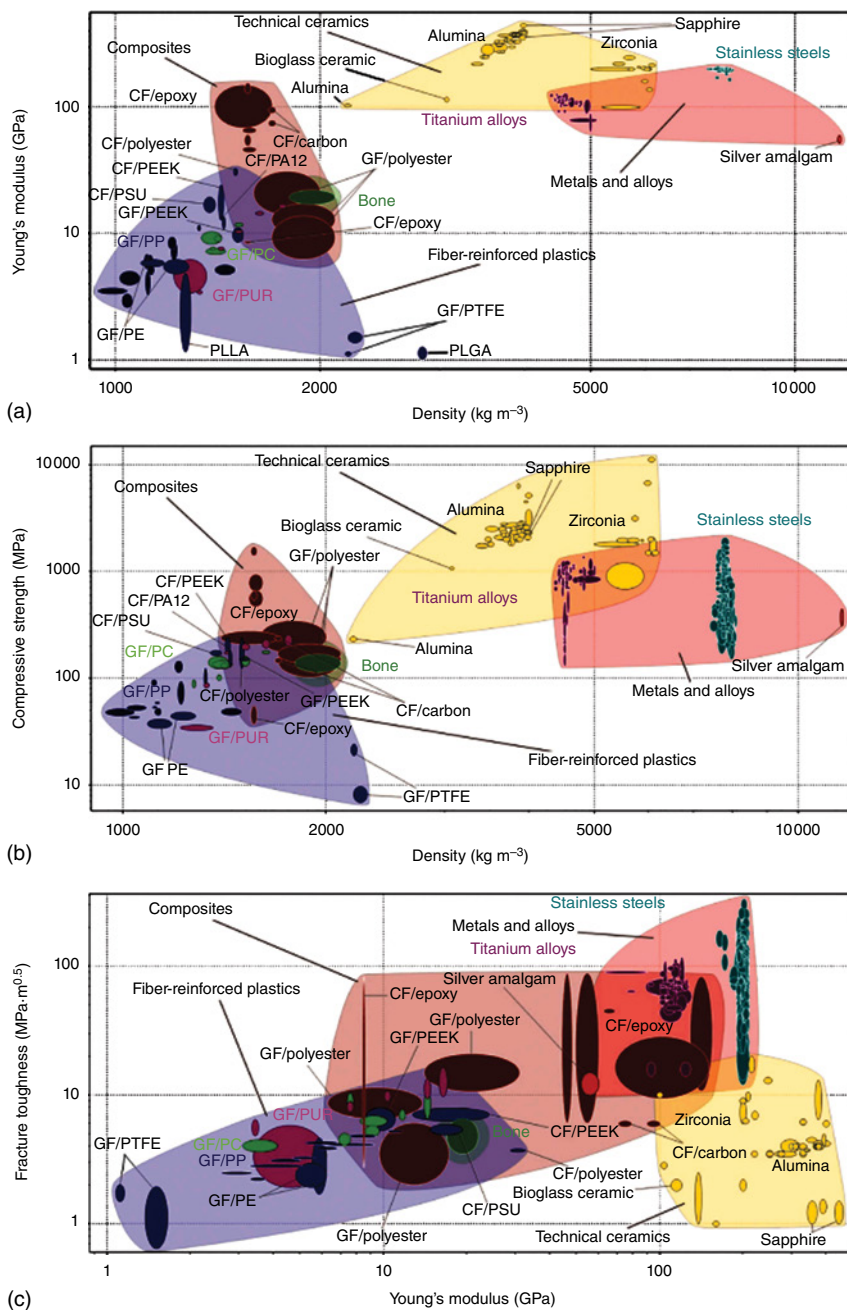 Technical ceramics
Sapphire
Composites
Alumina
Bioglass ceramic
Zirconia
Stainless steels
CF/epoxy
Alumina
100
Titanium alloys
CF/carbon
CF/polyester
GF/polyester
CF/PA12
CF/PEEK
Silver amalgam
CF/PSU
Metals and alloys
Bone
GF/PEEK
CF/epoxy
10
GF/PP
GF/PC
Fiber-reinforced plastics
GF/PUR
GF/PTFE
GF/PE
PLLA
PLGA
1
Young's modulus (GPa)
1000
2000
5000
10000
(a)
Density (kg m⁻³)
10000
Technical ceramics
Sapphire
Composites
Alumina
Bioglass ceramic
Zirconia
Stainless steels
GF/polyester
1000
CF/PEEK
CF/PA12
CF/epoxy
Titanium alloys
CF/PSU
GF/PC
Bone
Alumina
Silver amalgam
100
GF/PP
CF/polyester
GF/PEEK
Metals and alloys
CF/carbon
GF/PUR
CF/epoxy
GF PE
Fiber-reinforced plastics
10
GF/PTFE
Compressive strength (MPa)
1000
2000
5000
10000
(b)
Density (kg m⁻³)
Stainless steels
Composites
Metals and alloys
Titanium alloys
100
Silver amalgam
Fiber-reinforced plastics
CF/epoxy
GF/polyester
CF/epoxy
GF/PEEK
GF/polyester
10
GF/PUR
Zirconia
GF/PTFE
GF/PC
Bone
CF/PEEK
GF/PP
CF/carbon
Alumina
CF/polyester
GF/PE
Bioglass ceramic
CF/PSU
1
GF/polyester
Technical ceramics
Sapphire
Fracture toughness (MPa·m⁰·⁵)
1
10
100
(c)
Young's modulus (GPa)